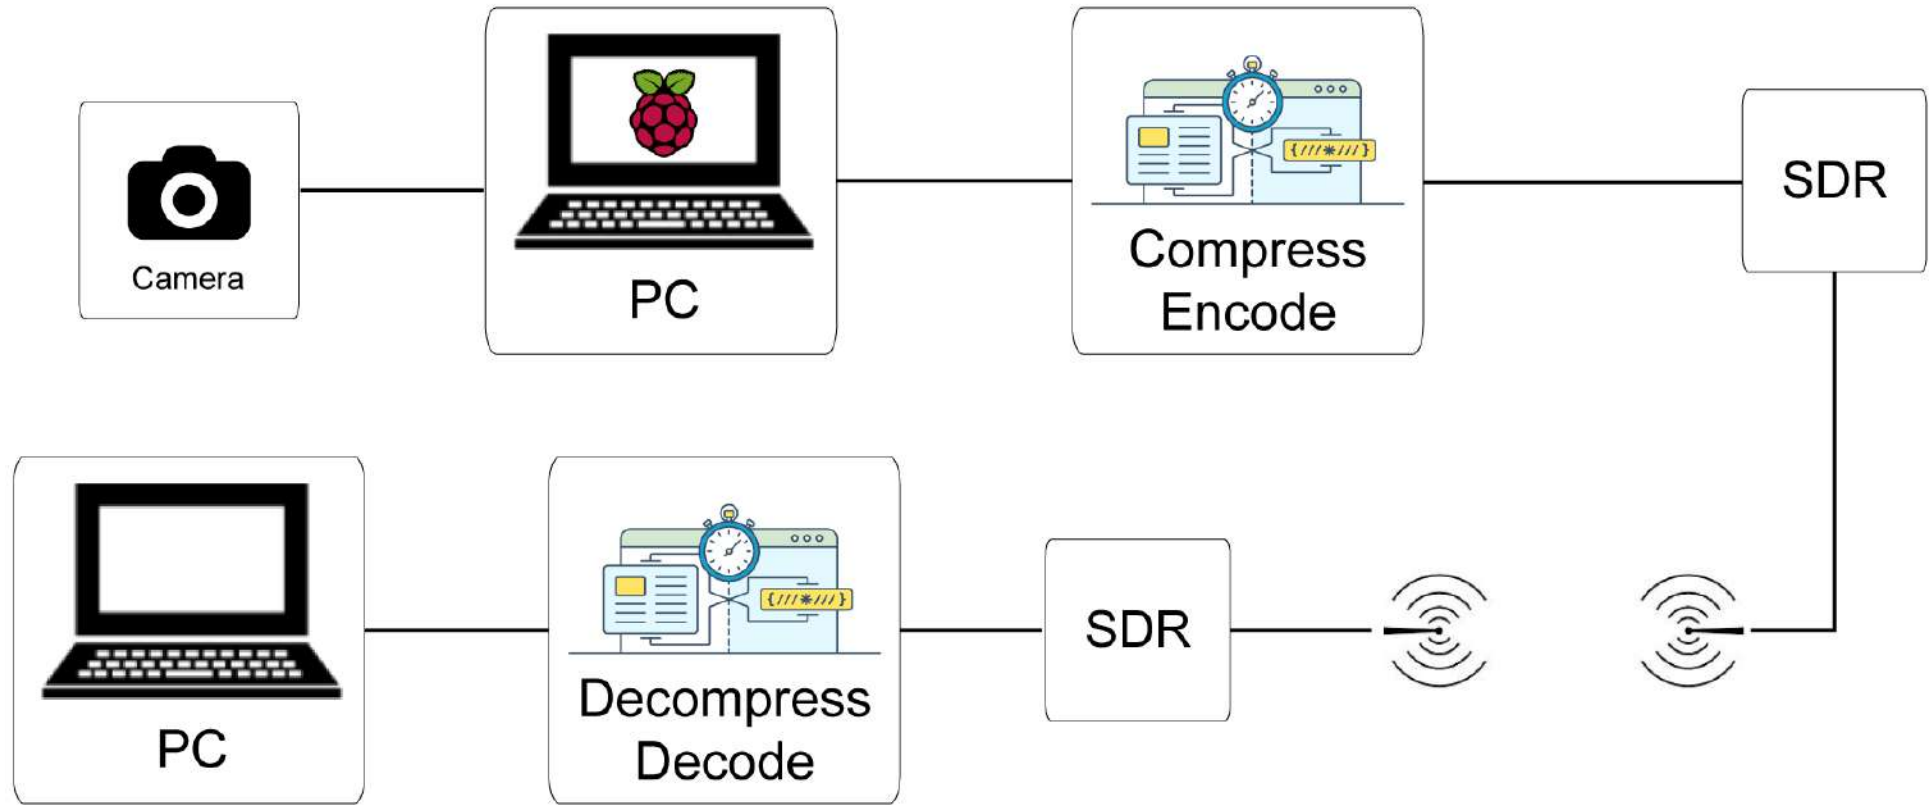 Camera
PC
Compress
Encode
SDR
PC
Decompress
Decode
SDR